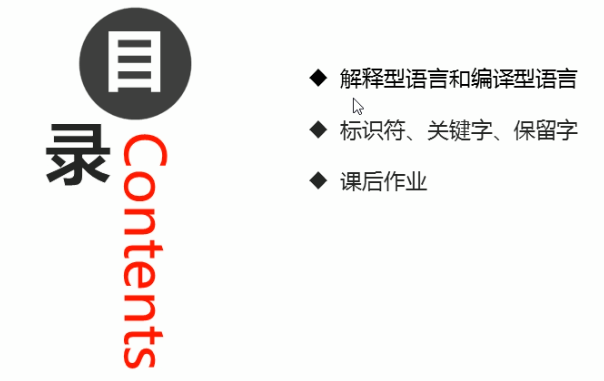 目录
Contents
解释型语言和编译型语言
标识符、关键字、保留字
课后作业